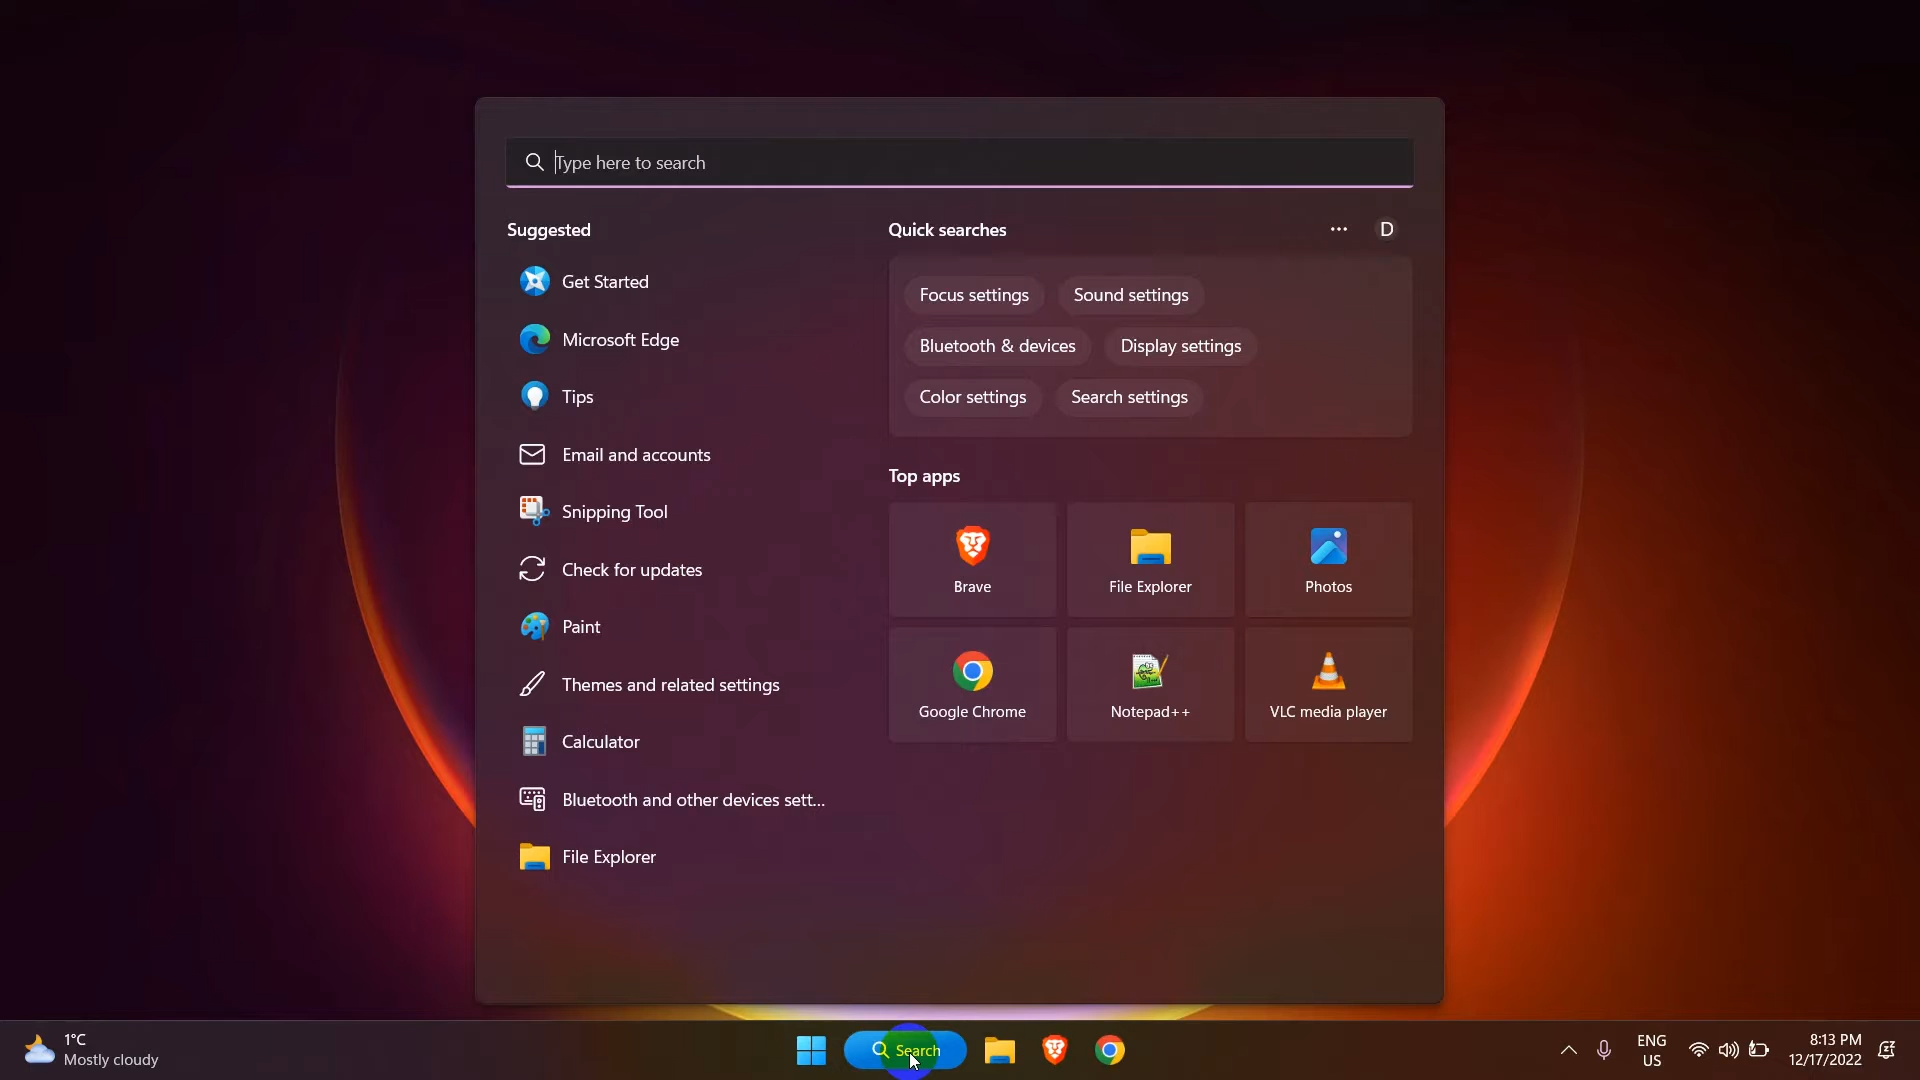 Type here to search
Suggested
Get Started
Microsoft Edge
Tips
Email and accounts
Snipping Tool
Check for updates
Paint
Themes and related settings
Calculator
Bluetooth and other devices sett...
File Explorer
Quick searches
D
Focus settings
Sound settings
Bluetooth & devices
Display settings
Color settings
Search settings
Top apps
Brave
File Explorer
Photos
Google Chrome
Notepad++
VLC media player
1°C
Mostly cloudy
Search
ENG
US
8:13 PM
12/17/2022